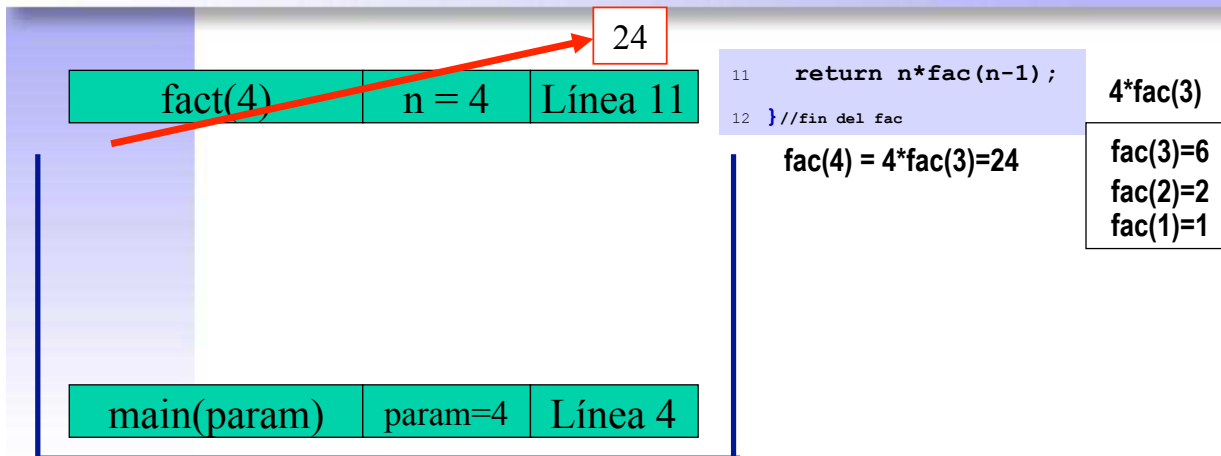 24
fact(4) n = 4 Línea 11
11 return n*fac(n-1);
12 }//fin del fac
fac(4) = 4*fac(3)=24
4*fac(3)
fac(3)=6
fac(2)=2
fac(1)=1
main(param) param=4 Línea 4